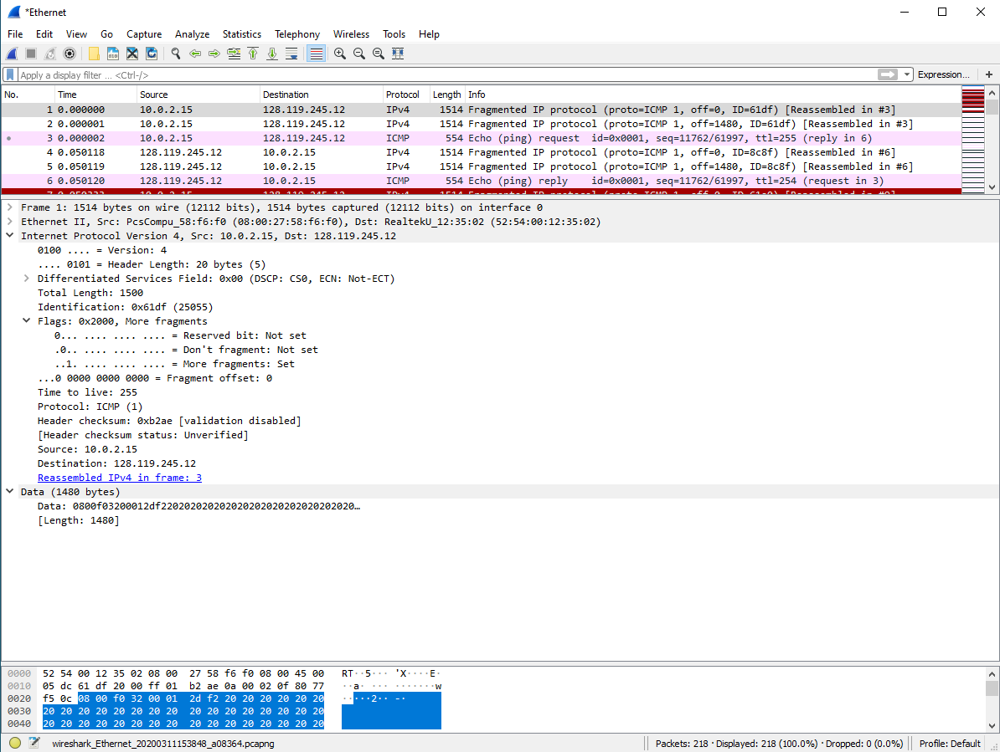 *Ethernet
File Edit View Go Capture Analyze Statistics Telephony Wireless Tools Help
Apply a display filter ... <Ctrl-/> Expression... +
No. Time Source Destination Protocol Length Info
1 0.000000 10.0.2.15 128.119.245.12 IPv4 1514 Fragmented IP protocol (proto=ICMP 1, off=0, ID=61df) [Reassembled in #3]
2 0.000001 10.0.2.15 128.119.245.12 IPv4 1514 Fragmented IP protocol (proto=ICMP 1, off=1480, ID=61df) [Reassembled in #3]
3 0.000002 10.0.2.15 128.119.245.12 ICMP 554 Echo (ping) request id=0x0001, seq=11762/61997, ttl=255 (reply in 6)
4 0.050118 128.119.245.12 10.0.2.15 IPv4 1514 Fragmented IP protocol (proto=ICMP 1, off=0, ID=8c8f) [Reassembled in #6]
5 0.050119 128.119.245.12 10.0.2.15 IPv4 1514 Fragmented IP protocol (proto=ICMP 1, off=1480, ID=8c8f) [Reassembled in #6]
6 0.050120 128.119.245.12 10.0.2.15 ICMP 554 Echo (ping) reply id=0x0001, seq=11762/61997, ttl=254 (request in 3)
Frame 1: 1514 bytes on wire (12112 bits), 1514 bytes captured (12112 bits) on interface 0
Ethernet II, Src: PcsCompu_58:f6:f0 (08:00:27:58:f6:f0), Dst: RealtekU_12:35:02 (52:54:00:12:35:02)
Internet Protocol Version 4, Src: 10.0.2.15, Dst: 128.119.245.12
0100 .... = Version: 4
.... 0101 = Header Length: 20 bytes (5)
Differentiated Services Field: 0x00 (DSCP: CS0, ECN: Not-ECT)
Total Length: 1500
Identification: 0x61df (25055)
Flags: 0x2000, More fragments
0... .... .... .... = Reserved bit: Not set
.0.. .... .... .... = Don't fragment: Not set
..1. .... .... .... = More fragments: Set
...0 0000 0000 0000 = Fragment offset: 0
Time to live: 255
Protocol: ICMP (1)
Header checksum: 0xb2ae [validation disabled]
[Header checksum status: Unverified]
Source: 10.0.2.15
Destination: 128.119.245.12
Reassembled IPv4 in frame: 3
Data (1480 bytes)
Data: 0800f03200012df220202020202020202020202020202020…
[Length: 1480]
0000 52 54 00 12 35 02 08 00 27 58 f6 f0 08 00 45 00 RT··5··· 'X····E·
0010 05 dc 61 df 20 00 ff 01 b2 ae 0a 00 02 0f 80 77 ··a· ··· ·······w
0020 f5 0c 08 00 f0 32 00 01 2d f2 20 20 20 20 20 20 ·····2·· -·
0030 20 20 20 20 20 20 20 20 20 20 20 20 20 20 20 20
0040 20 20 20 20 20 20 20 20 20 20 20 20 20 20 20 20
wireshark_Ethernet_20200311153848_a08364.pcapng Packets: 218 · Displayed: 218 (100.0%) · Dropped: 0 (0.0%) Profile: Default